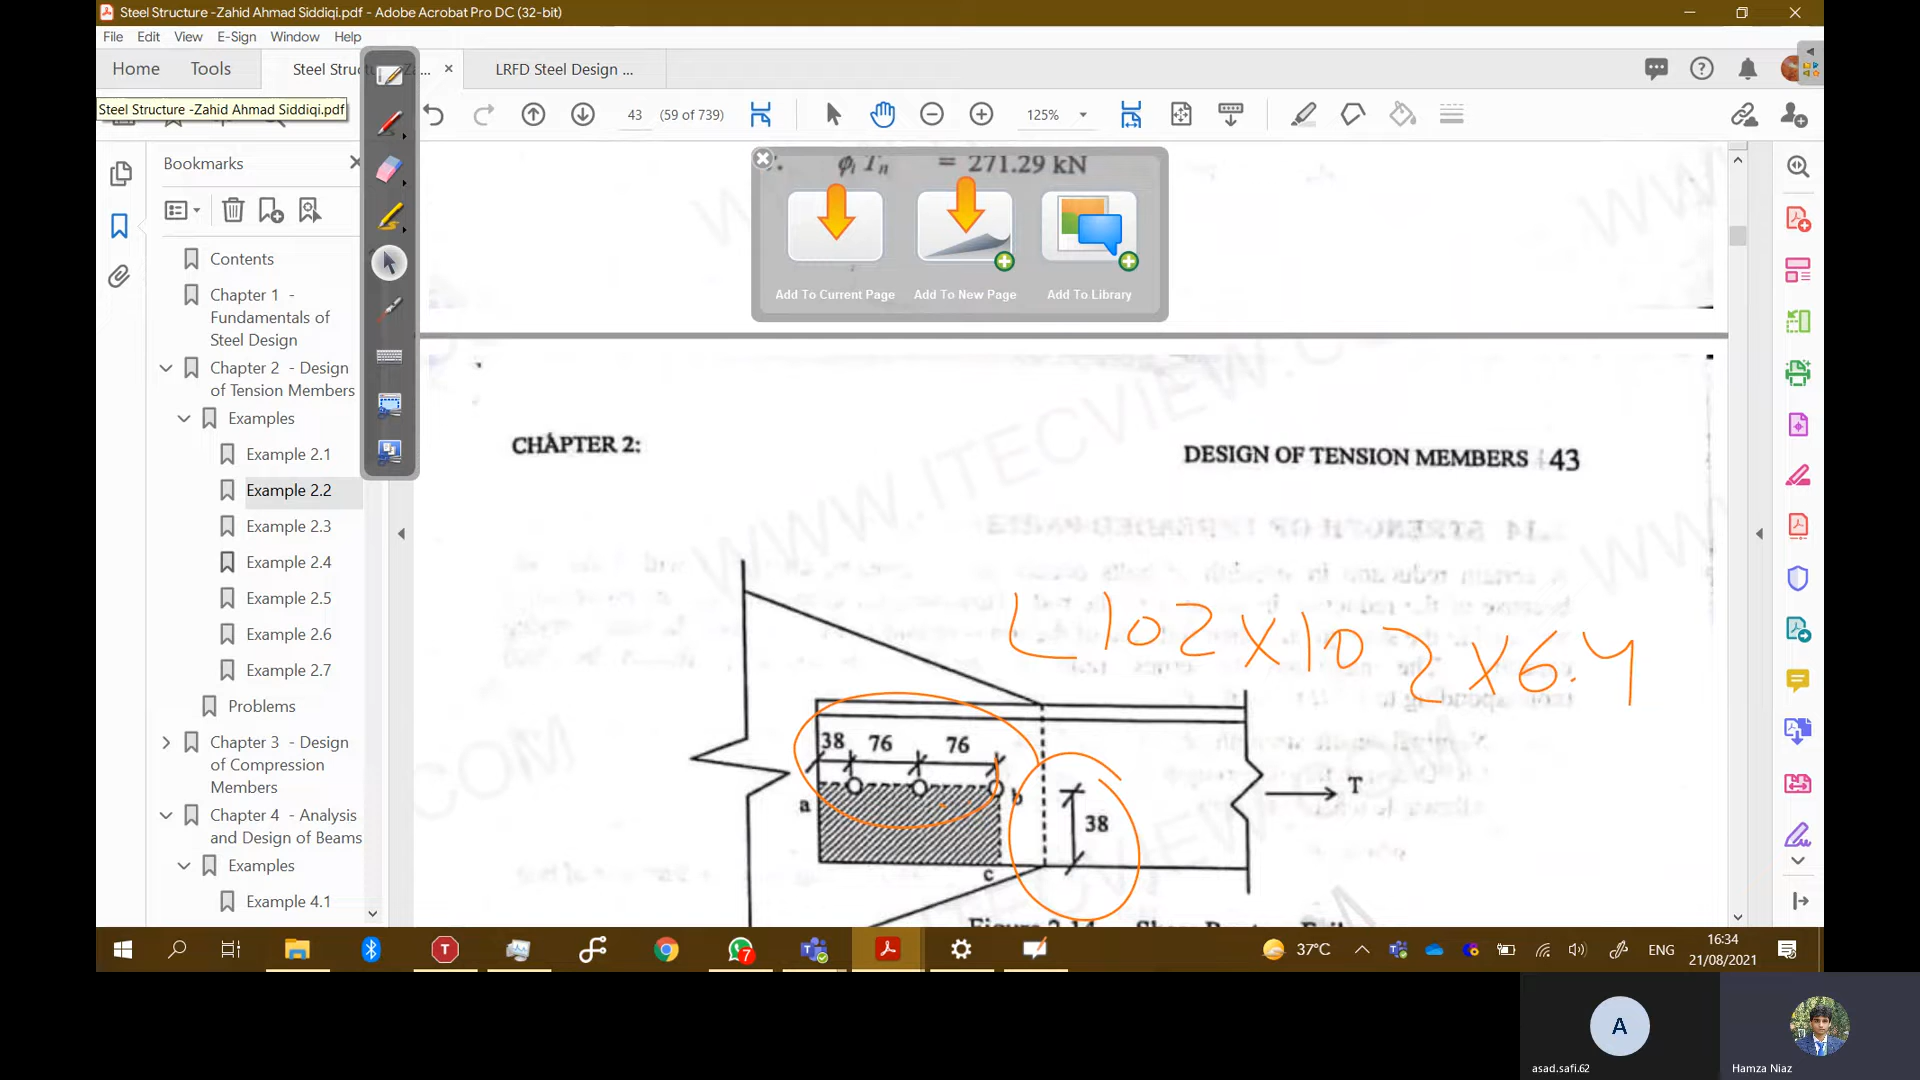 Steel Structure -Zahid Ahmad Siddiqi.pdf - Adobe Acrobat Pro DC (32-bit)
File Edit View E-Sign Window Help
Home Tools Steel Struc ... LRFD Steel Design ...
Steel Structure -Zahid Ahmad Siddiqi.pdf
43 (59 of 739) 125%
Bookmarks
Contents
Chapter 1 -
Fundamentals of
Steel Design
Chapter 2 - Design
of Tension Members
Examples
Example 2.1
Example 2.2
Example 2.3
Example 2.4
Example 2.5
Example 2.6
Example 2.7
Problems
Chapter 3 - Design
of Compression
Members
Chapter 4 - Analysis
and Design of Beams
Examples
Example 4.1
= 271.29 kN
Add To Current Page Add To New Page Add To Library
WWW.ITECVIEW.C
CHAPTER 2:
DESIGN OF TENSION MEMBERS 43
L102X102X6.4
38 76 76
a b
38
T
c
16:34
37°C ENG
21/08/2021
7
A
asad.safi.62
Hamza Niaz